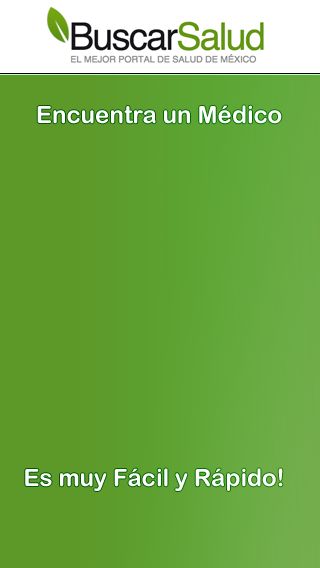 BuscarSalud
EL MEJOR PORTAL DE SALUD DE MÉXICO
Encuentra un Médico
Es muy Fácil y Rápido!